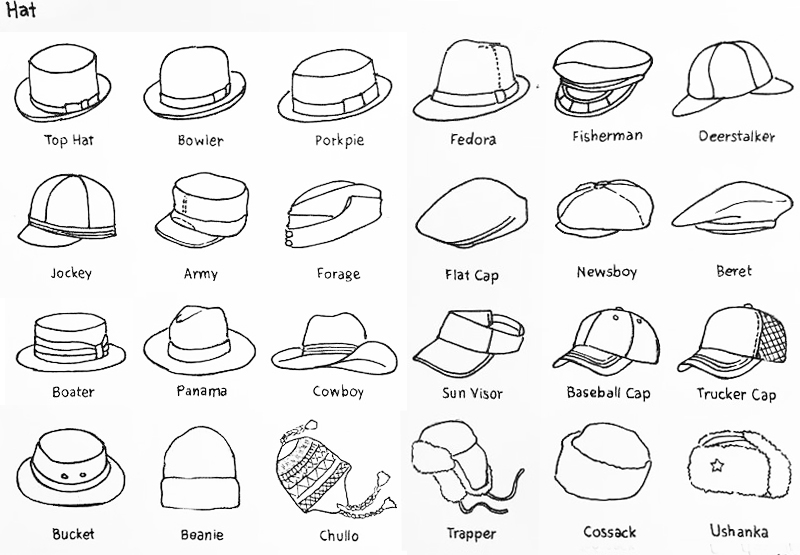 Hat
Top Hat Bowler Porkpie Fedora Fisherman Deerstalker
Jockey Army Forage Flat Cap Newsboy Beret
Boater Panama Cowboy Sun Visor Baseball Cap Trucker Cap
Bucket Beanie Chullo Trapper Cossack Ushanka